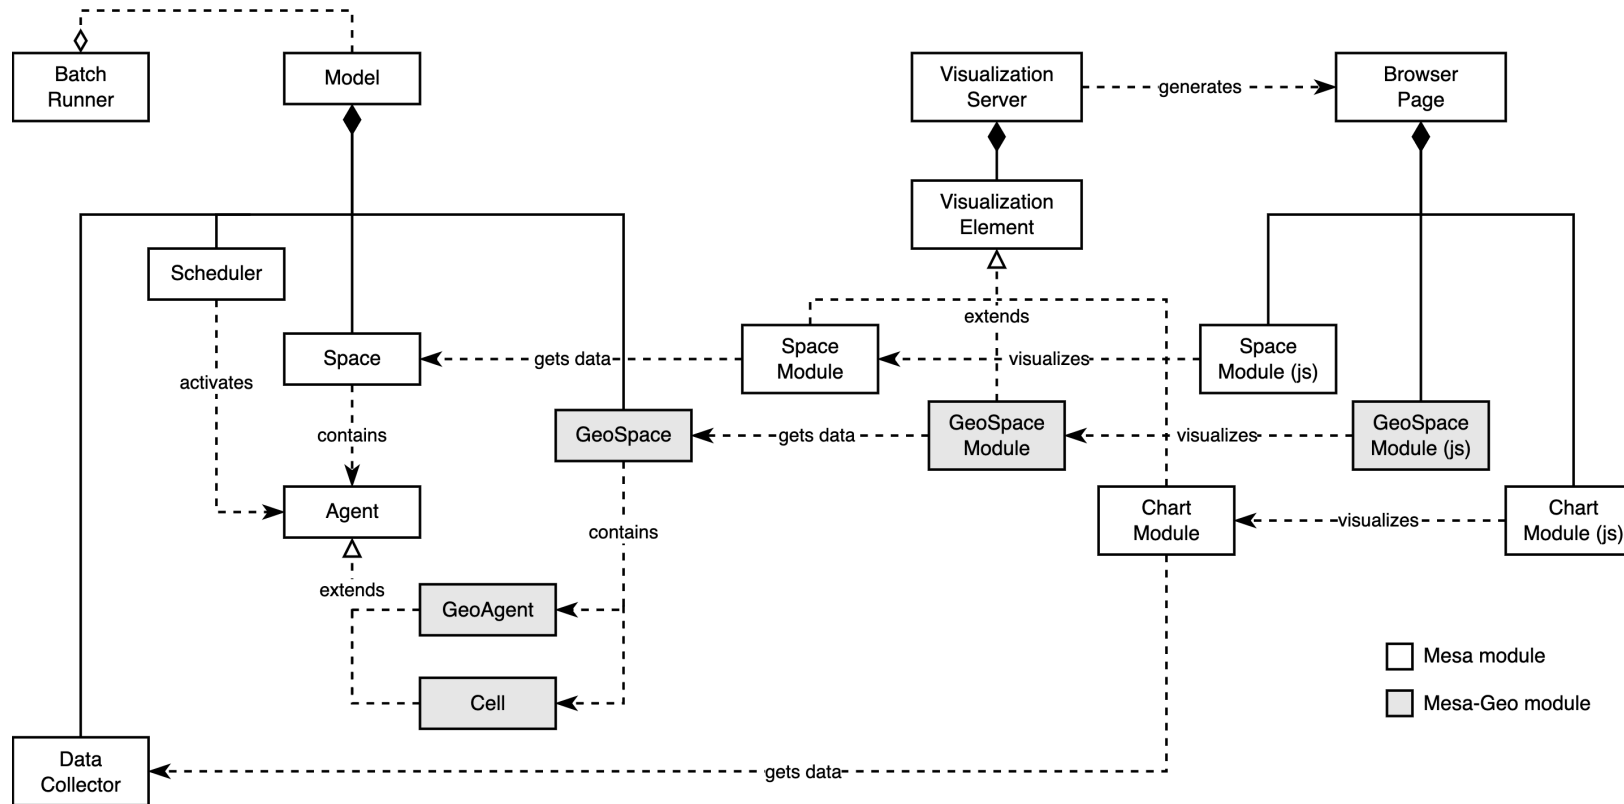 Batch
Runner
Model
Visualization
Server
generates
Browser
Page
Visualization
Element
Scheduler
extends
Space
gets data
Space
Module
visualizes
Space
Module (js)
activates
contains
GeoSpace
gets data
GeoSpace
Module
visualizes
GeoSpace
Module (js)
Agent
contains
Chart
Module
visualizes
Chart
Module (js)
extends
GeoAgent
Cell
Mesa module
Mesa-Geo module
Data
Collector
gets data